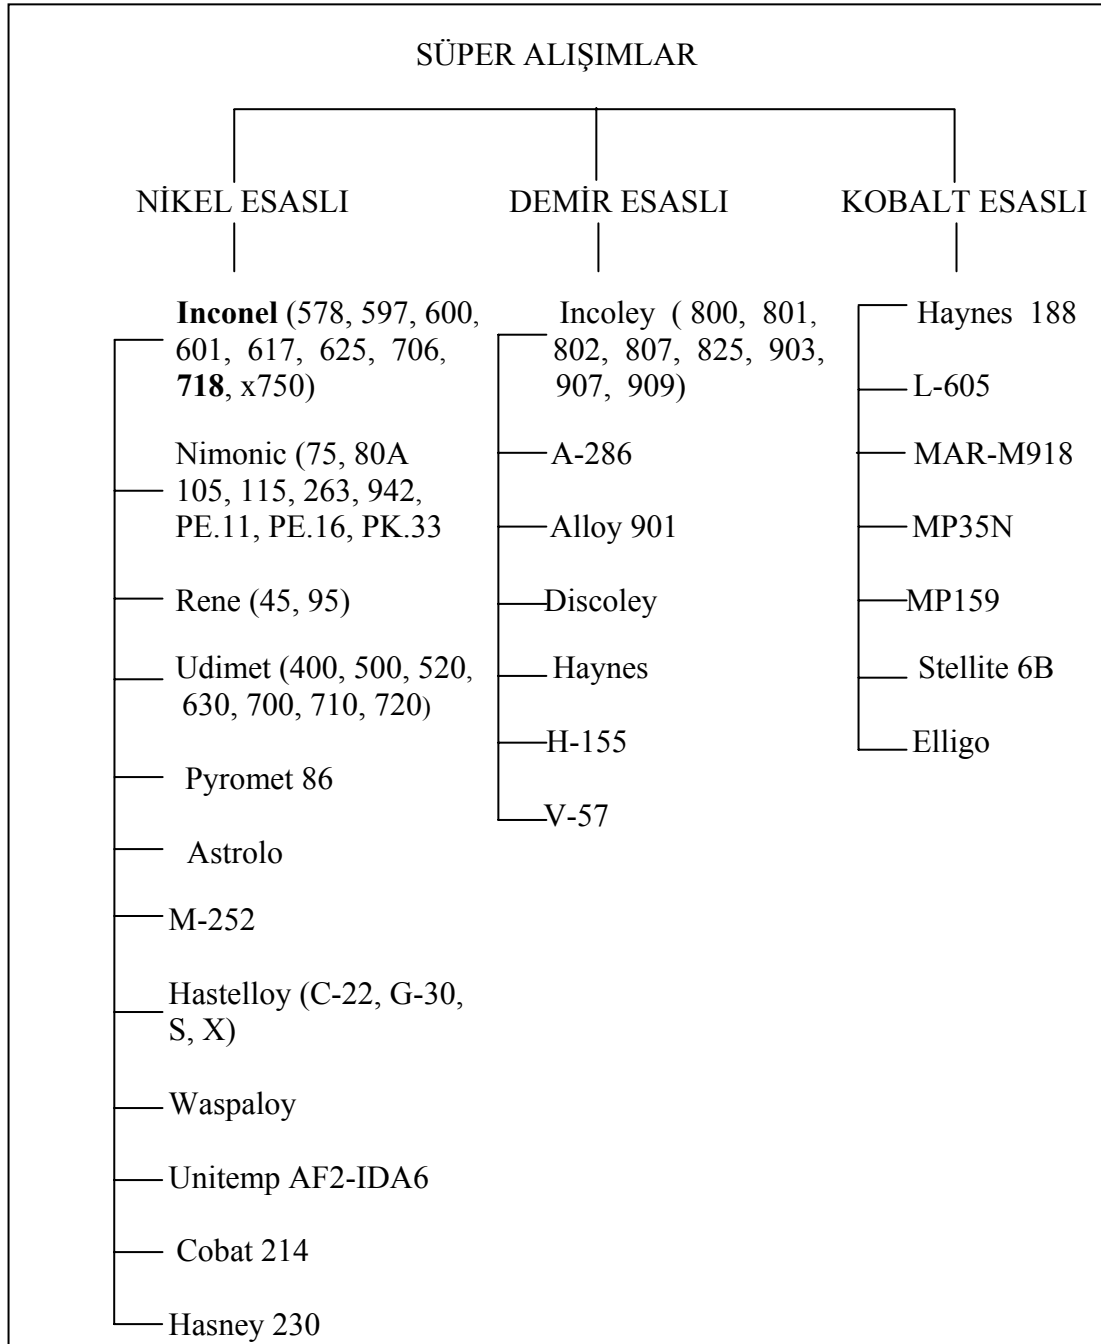 SÜPER ALIŞIMLAR
NİKEL ESASLI
Inconel (578, 597, 600,
601, 617, 625, 706,
718, x750)
Nimonic (75, 80A
105, 115, 263, 942,
PE.11, PE.16, PK.33
Rene (45, 95)
Udimet (400, 500, 520,
630, 700, 710, 720)
Pyromet 86
Astrolo
M-252
Hastelloy (C-22, G-30,
S, X)
Waspaloy
Unitemp AF2-IDA6
Cobat 214
Hasney 230
DEMİR ESASLI
Incoley ( 800, 801,
802, 807, 825, 903,
907, 909)
A-286
Alloy 901
Discoley
Haynes
H-155
V-57
KOBALT ESASLI
Haynes 188
L-605
MAR-M918
MP35N
MP159
Stellite 6B
Elligo